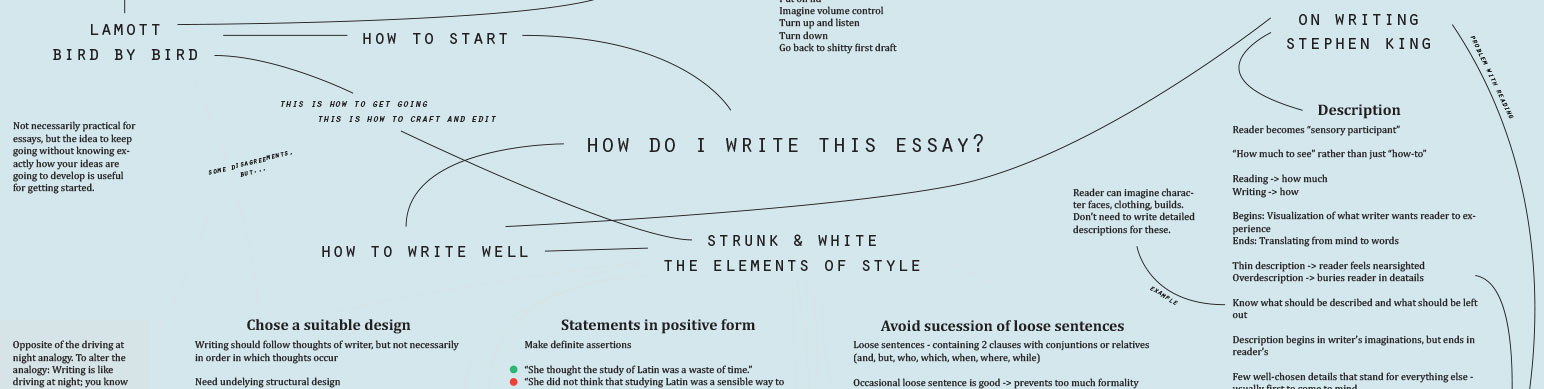 Put on lid
Imagine volume control
Turn up and listen
Turn down
Go back to shitty first draft
LAMOTT
BIRD BY BIRD
HOW TO START
ON WRITING
STEPHEN KING
PROBLEM WITH READING
THIS IS HOW TO GET GOING
THIS IS HOW TO CRAFT AND EDIT
Not necessarily practical for
essays, but the idea to keep
going without knowing ex-
actly how your ideas are
going to develop is useful
for getting started.
SOME DISAGREEMENTS.
BUT...
HOW DO I WRITE THIS ESSAY?
Description
Reader becomes “sensory participant”
“How much to see” rather than just “how-to”
Reading -> how much
Writing -> how
Begins: Visualization of what writer wants reader to ex-
perience
Ends: Translating from mind to words
Thin description -> reader feels nearsighted
Overdescription -> buries reader in deatails
Know what should be described and what should be left
out
Description begins in writer’s imaginations, but ends in
reader’s
Few well-chosen details that stand for everything else -
usually first to come to mind
Reader can imagine charac-
ter faces, clothing, builds.
Don’t need to write detailed
descriptions for these.
EXAMPLE
HOW TO WRITE WELL
STRUNK & WHITE
THE ELEMENTS OF STYLE
Opposite of the driving at
night analogy. To alter the
analogy: Writing is like
driving at night; you know
Chose a suitable design
Writing should follow thoughts of writer, but not necessarily
in order in which thoughts occur
Need undelying structural design
Statements in positive form
Make definite assertions
“She thought the study of Latin was a waste of time.”
“She did not think that studying Latin was a sensible way to
Avoid sucession of loose sentences
Loose sentences - containing 2 clauses with conjuntions or relatives
(and, but, who, which, when, where, while)
Occasional loose sentence is good -> prevents too much formality